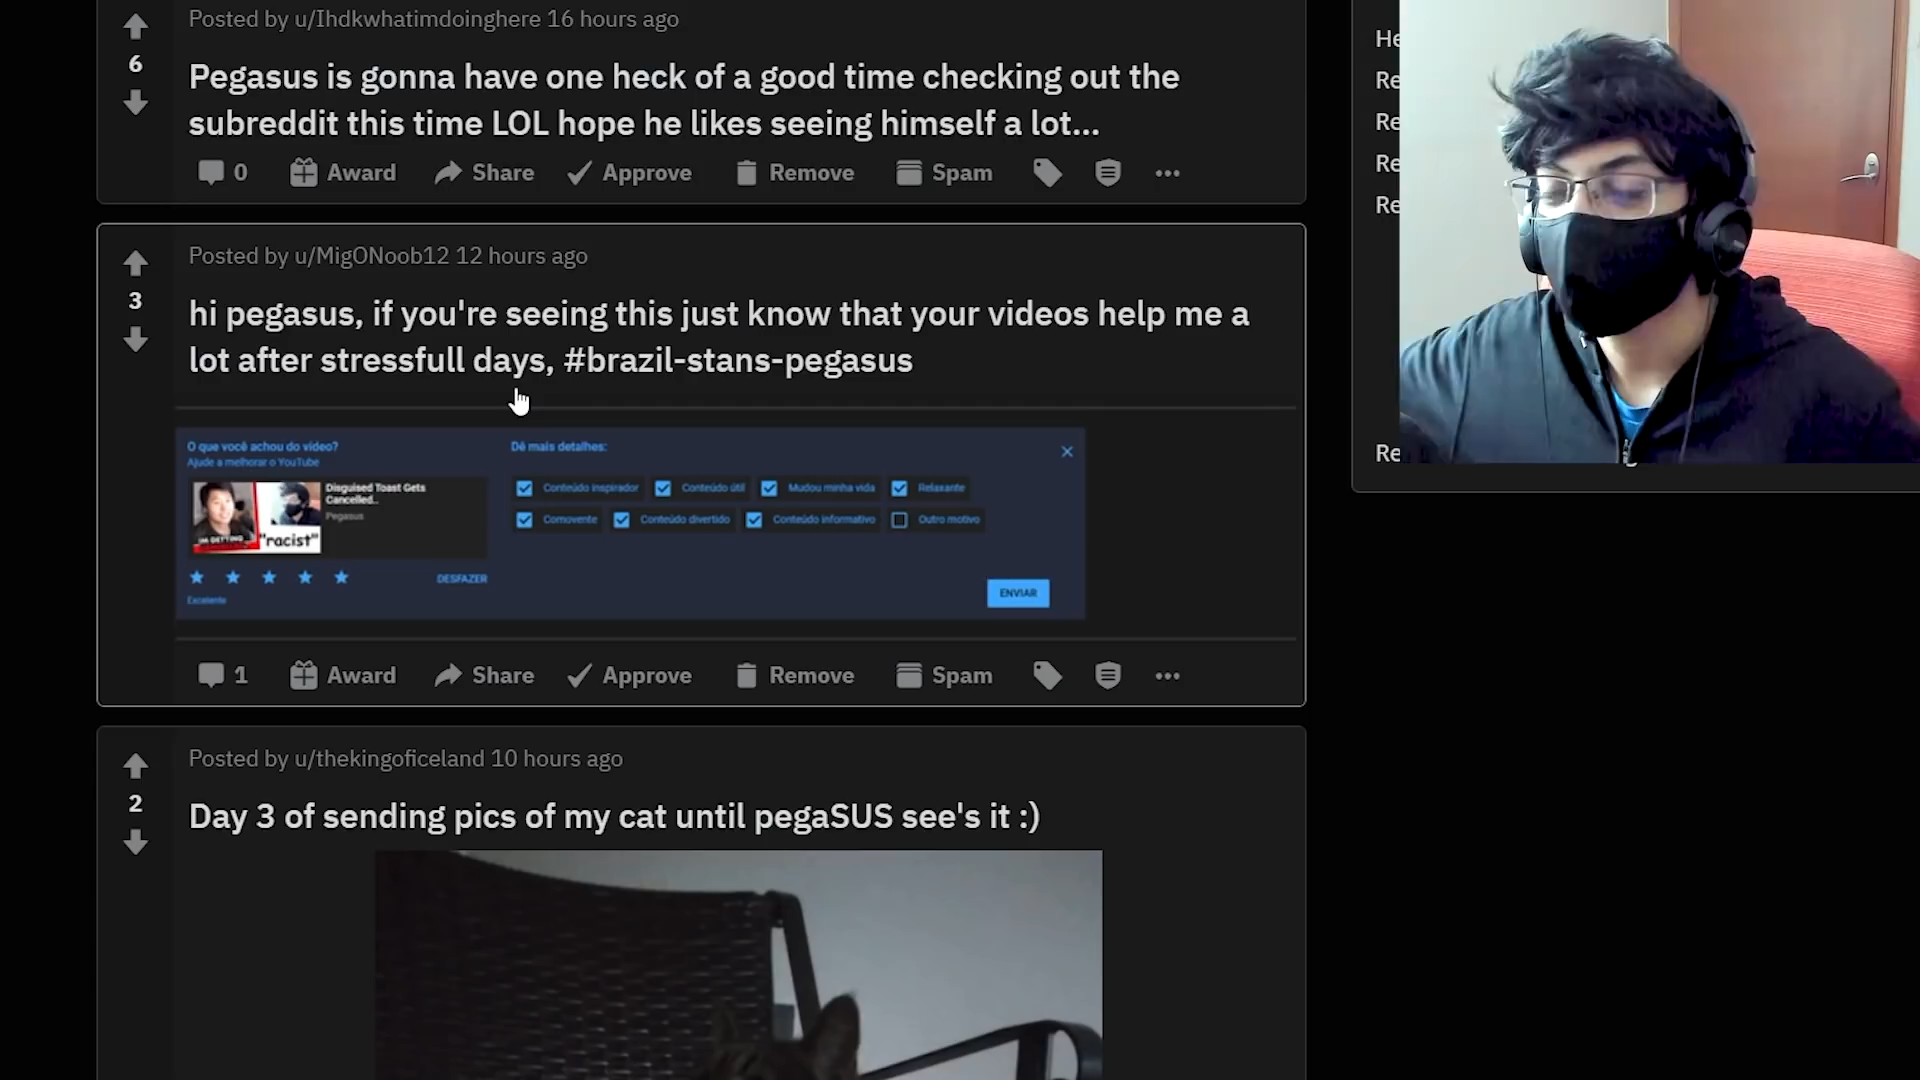 Posted by u/Ihdkwhatimdoinghere 16 hours ago
6
Pegasus is gonna have one heck of a good time checking out the
subreddit this time LOL hope he likes seeing himself a lot...
0 Award Share Approve Remove Spam
Posted by u/MigONoob12 12 hours ago
3
hi pegasus, if you're seeing this just know that your videos help me a
lot after stressfull days, #brazil-stans-pegasus
O que você achou do vídeo?
Ajude a melhorar o YouTube
Disguised Toast Gets
Cancelled..
Pegasus
IM GETTING
"racist"
DESFAZER
Excelente
Dê mais detalhes:
Conteúdo inspirador Conteúdo útil Mudou minha vida Relaxante
Comovente Conteúdo divertido Conteúdo informativo Outro motivo
ENVIAR
1 Award Share Approve Remove Spam
Posted by u/thekingoficeland 10 hours ago
2
Day 3 of sending pics of my cat until pegaSUS see's it :)
He
Re
Re
Re
Re
Re